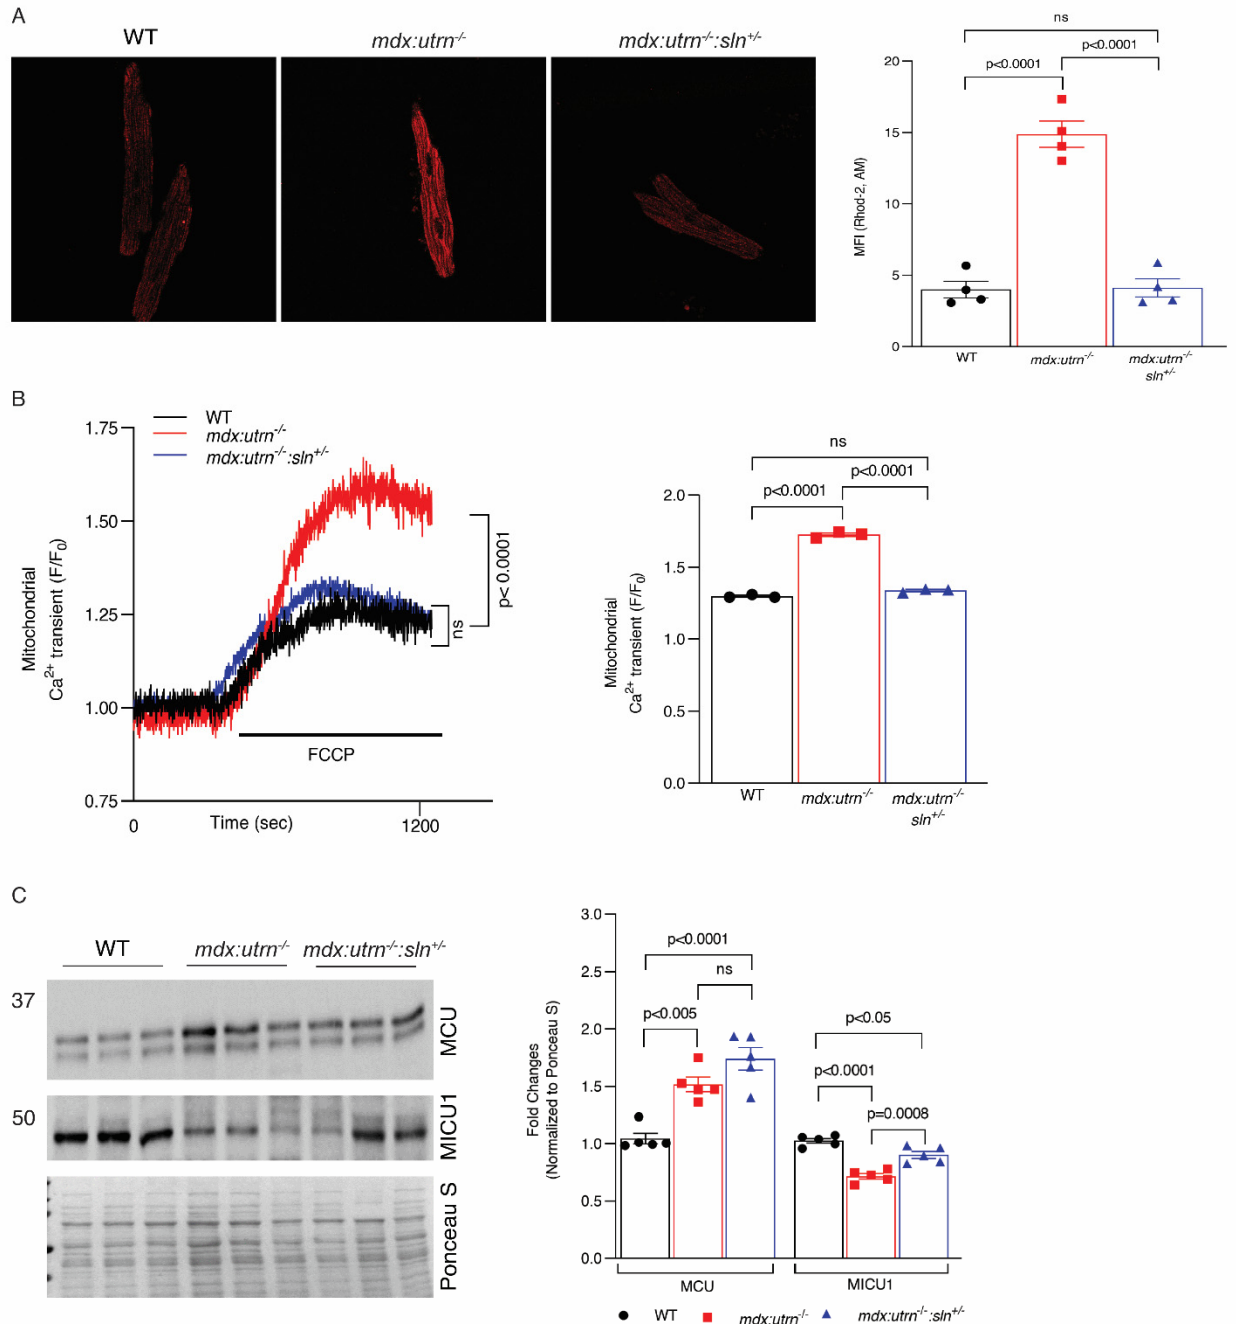 A
WT
mdx:utrn-/-
mdx:utrn-/-:sln+/-
ns
p<0.0001
p<0.0001
20
15
10
5
0
MFI (Rhod-2, AM)
WT
mdx:utrn-/-
mdx:utrn-/-
sln+/-
B
WT
mdx:utrn-/-
mdx:utrn-/-:sln+/-
1.75
1.50
1.25
1.00
0.75
Mitochondrial
Ca2+ transient (F/F0)
p< 0.0001
ns
FCCP
0
Time (sec)
1200
ns
p<0.0001
p<0.0001
2.0
1.5
1.0
0.5
0.0
Mitochondrial
Ca2+ transient (F/F0)
WT
mdx:utrn-/-
mdx:utrn-/-
sln+/-
C
WT
mdx:utrn-/-
mdx:utrn-/-:sln+/-
37
MCU
50
MICU1
Ponceau S
3.0
2.5
2.0
1.5
1.0
0.5
0.0
Fold Changes
(Normalized to Ponceau S)
p<0.0001
ns
p<0.005
p<0.05
p<0.0001
p=0.0008
MCU
MICU1
WT
mdx:utrn-/-
mdx:utrn-/-:sln+/-